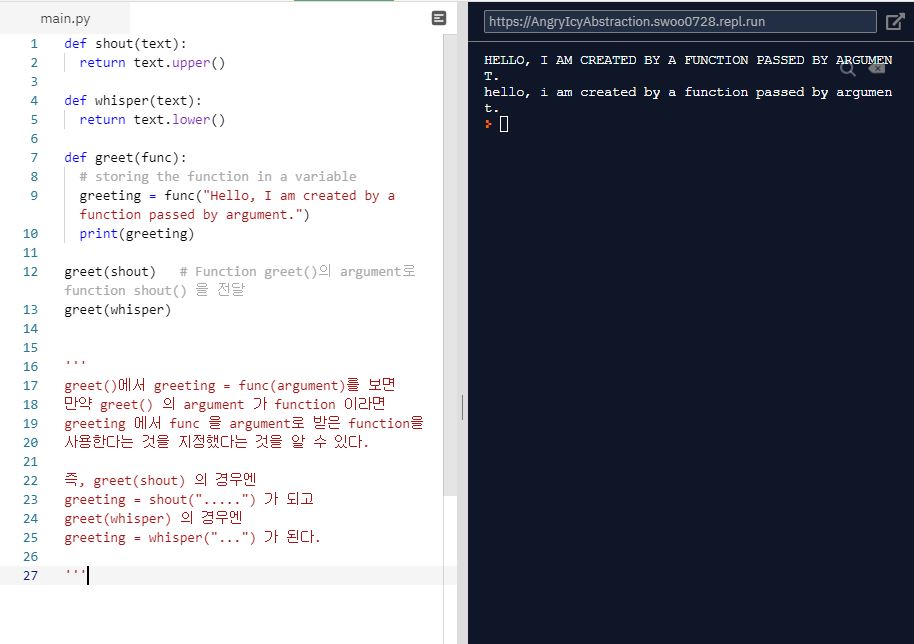 main.py
https://AngryIcyAbstraction.swoo0728.repl.run
1 def shout(text):
2 return text.upper()
3
4 def whisper(text):
5 return text.lower()
6
7 def greet(func):
8 # storing the function in a variable
9 greeting = func("Hello, I am created by a
function passed by argument.")
10 print(greeting)
11
12 greet(shout) # Function greet()의 argument로
function shout() 을 전달
13 greet(whisper)
14
15
16 '''
17 greet()에서 greeting = func(argument)를 보면
18 만약 greet() 의 argument 가 function 이라면
19 greeting 에서 func 을 argument로 받은 function을
20 사용한다는 것을 지정했다는 것을 알 수 있다.
21
22 즉, greet(shout) 의 경우엔
23 greeting = shout(".....") 가 되고
24 greet(whisper) 의 경우엔
25 greeting = whisper("...") 가 된다.
26
27 '''
HELLO, I AM CREATED BY A FUNCTION PASSED BY ARGUMEN
T.
hello, i am created by a function passed by argumen
t.
>